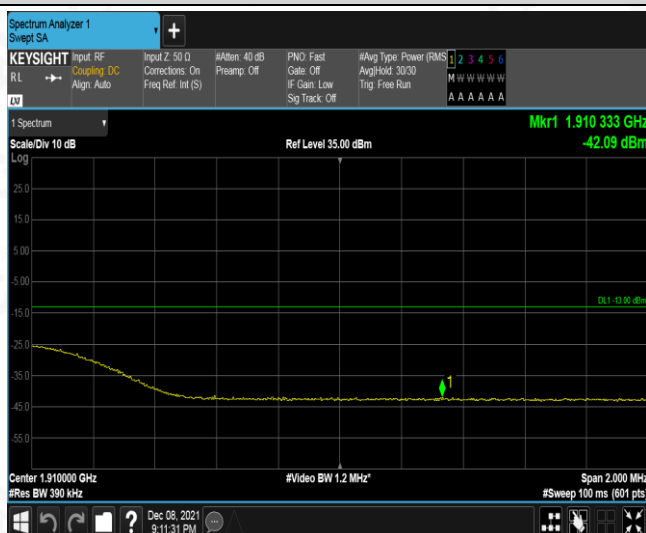 Spectrum Analyzer 1
Swept SA
+
KEYSIGHT Input: RF
RL Coupling: DC
Align: Auto
LXI
Input Z: 50 Ω
Corrections: On
Freq Ref: Int (S)
#Atten: 40 dB
Preamp: Off
PNO: Fast
Gate: Off
IF Gain: Low
Sig Track: Off
#Avg Type: Power (RMS
Avg|Hold: 30/30
Trig: Free Run
1 2 3 4 5 6
M W W W W W
A A A A A A
1 Spectrum
Mkr1 1.910 333 GHz
Scale/Div 10 dB Ref Level 35.00 dBm -42.09 dBm
Log
25.0
15.0
5.00
-5.00
DL1 -13.00 dBm
-15.0
-25.0
-35.0
1
-45.0
-55.0
Center 1.910000 GHz #Video BW 1.2 MHz* Span 2.000 MHz
#Res BW 390 kHz #Sweep 100 ms (601 pts)
? Dec 08, 2021
9:11:31 PM